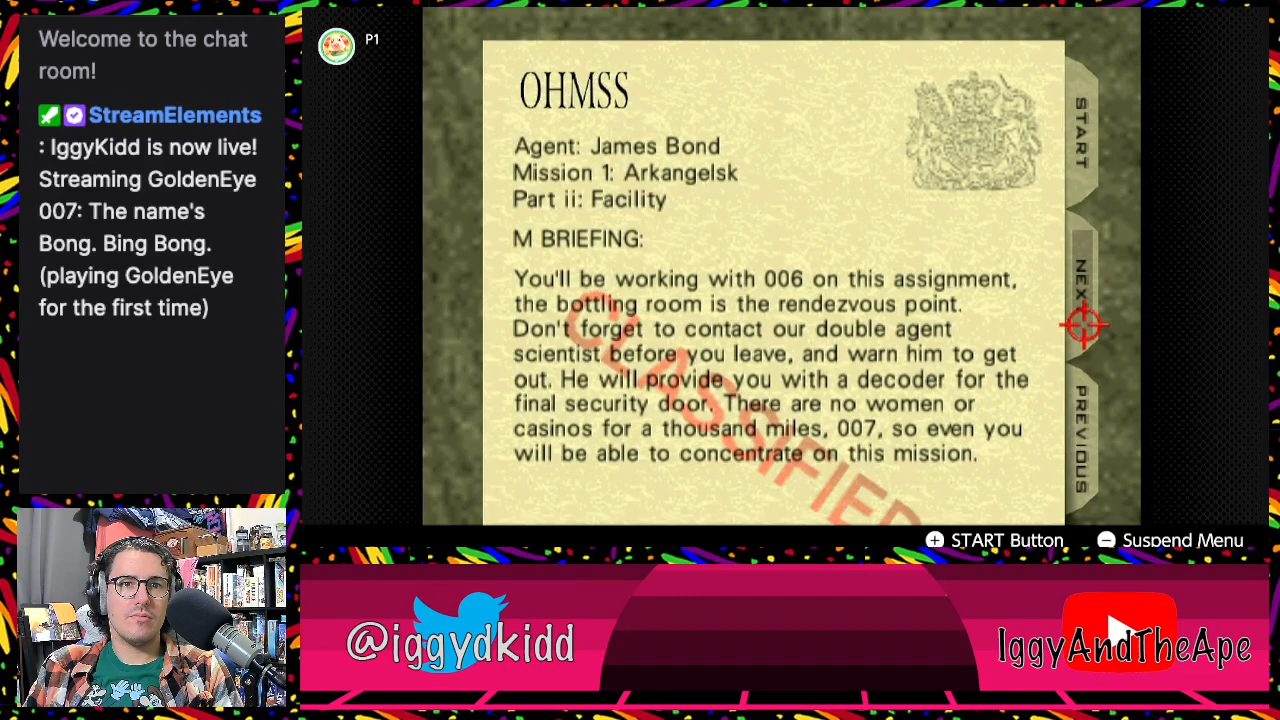 Welcome to the chat
room!
StreamElements
: IggyKidd is now live!
Streaming GoldenEye
007: The name's
Bong. Bing Bong.
(playing GoldenEye
for the first time)
P1
OHMSS
Agent: James Bond
Mission 1: Arkangelsk
Part ii: Facility
M BRIEFING:
You'll be working with 006 on this assignment,
the bottling room is the rendezvous point.
Don't forget to contact our double agent
scientist before you leave, and warn him to get
out. He will provide you with a decoder for the
final security door. There are no women or
casinos for a thousand miles, 007, so even you
will be able to concentrate on this mission.
CLASSIFIED
START
NEXT
PREVIOUS
START Button
Suspend Menu
@iggydkidd
IggyAndTheApe